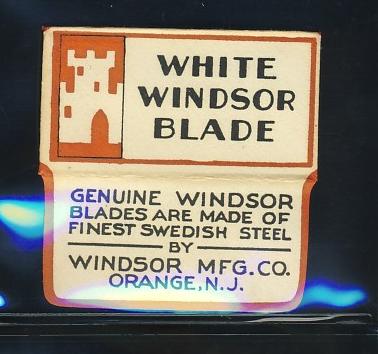 WHITE
WINDSOR
BLADE
GENUINE WINDSOR
BLADES ARE MADE OF
FINEST SWEDISH STEEL
BY
WINDSOR MFG. CO.
ORANGE, N.J.